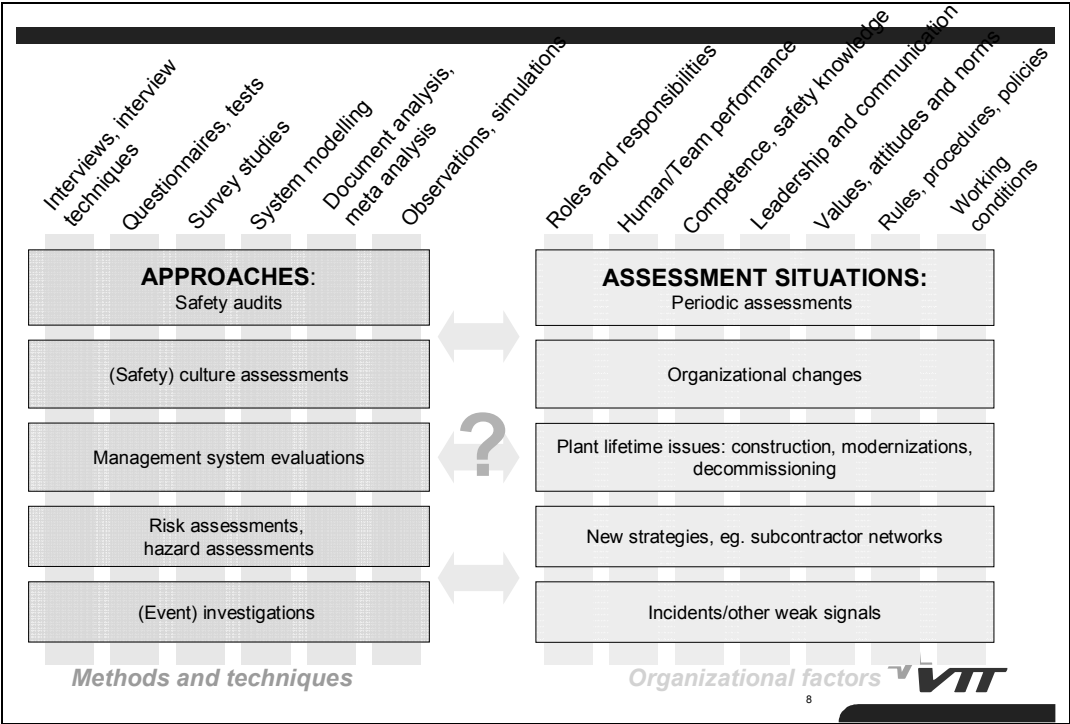 Interviews, interview
techniques
Questionnaires, tests
Survey studies
System modelling
Document analysis,
meta analysis
Observations, simulations
Roles and responsibilities
Human/Team performance
Competence, safety knowledge
Leadership and communication
Values, attitudes and norms
Rules, procedures, policies
Working
conditions
APPROACHES:
Safety audits
(Safety) culture assessments
Management system evaluations
Risk assessments,
hazard assessments
(Event) investigations
Methods and techniques
?
ASSESSMENT SITUATIONS:
Periodic assessments
Organizational changes
Plant lifetime issues: construction, modernizations,
decommissioning
New strategies, eg. subcontractor networks
Incidents/other weak signals
Organizational factors
VTT
8